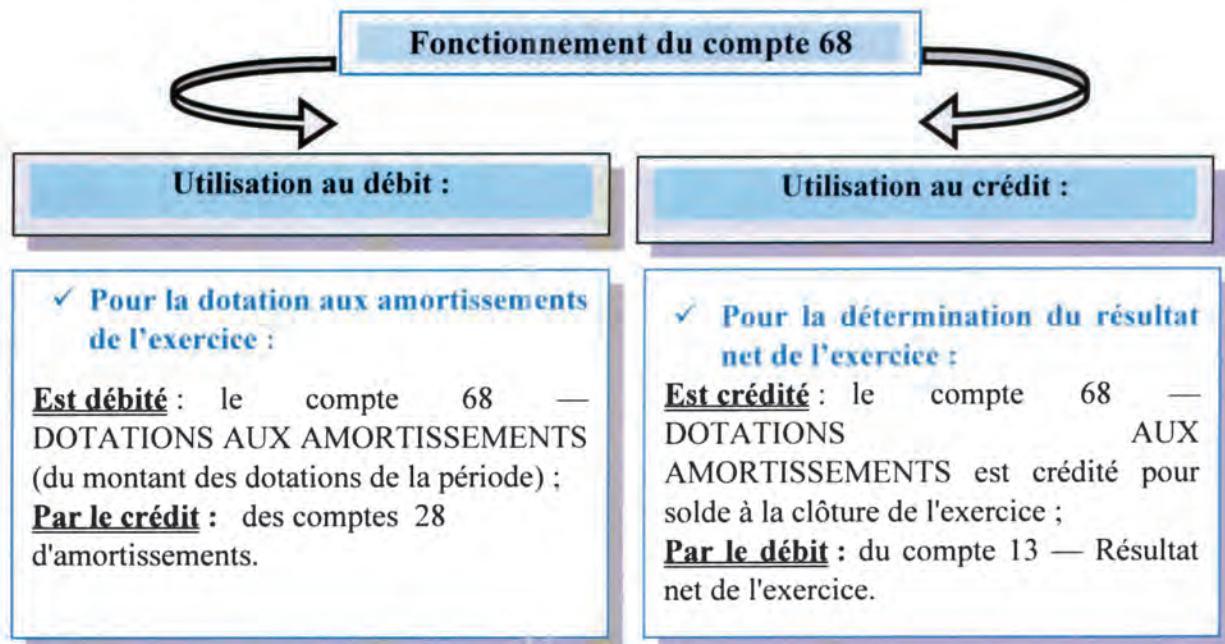 Fonctionnement du compte 68
Utilisation au débit :
✓ Pour la dotation aux amortissements
de l'exercice :
Est débité : le compte 68 —
DOTATIONS AUX AMORTISSEMENTS
(du montant des dotations de la période) ;
Par le crédit : des comptes 28
d'amortissements.
Utilisation au crédit :
✓ Pour la détermination du résultat
net de l'exercice :
Est crédité : le compte 68 —
DOTATIONS AUX
AMORTISSEMENTS est crédité pour
solde à la clôture de l'exercice ;
Par le débit : du compte 13 — Résultat
net de l'exercice.